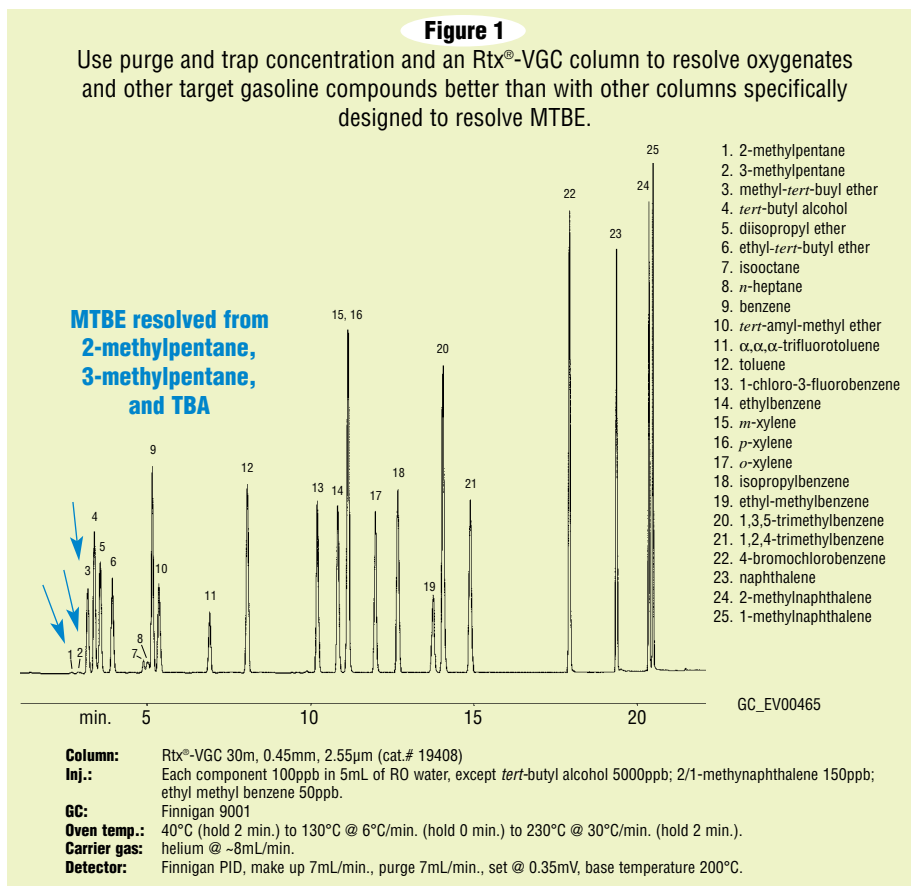 Figure 1
Use purge and trap concentration and an Rtx®-VGC column to resolve oxygenates
and other target gasoline compounds better than with other columns specifically
designed to resolve MTBE.
MTBE resolved from
2-methylpentane,
3-methylpentane,
and TBA
1
2
3
4
5
6
7
8
9
10
11
12
13
14
15, 16
17
18
19
20
21
22
23
24
25
1. 2-methylpentane
2. 3-methylpentane
3. methyl-tert-buyl ether
4. tert-butyl alcohol
5. diisopropyl ether
6. ethyl-tert-butyl ether
7. isooctane
8. n-heptane
9. benzene
10. tert-amyl-methyl ether
11. α,α,α-trifluorotoluene
12. toluene
13. 1-chloro-3-fluorobenzene
14. ethylbenzene
15. m-xylene
16. p-xylene
17. o-xylene
18. isopropylbenzene
19. ethyl-methylbenzene
20. 1,3,5-trimethylbenzene
21. 1,2,4-trimethylbenzene
22. 4-bromochlorobenzene
23. naphthalene
24. 2-methylnaphthalene
25. 1-methylnaphthalene
min. 5 10 15 20
GC_EV00465
Column: Rtx®-VGC 30m, 0.45mm, 2.55µm (cat.# 19408)
Inj.: Each component 100ppb in 5mL of RO water, except tert-butyl alcohol 5000ppb; 2/1-methynaphthalene 150ppb;
ethyl methyl benzene 50ppb.
GC: Finnigan 9001
Oven temp.: 40°C (hold 2 min.) to 130°C @ 6°C/min. (hold 0 min.) to 230°C @ 30°C/min. (hold 2 min.).
Carrier gas: helium @ ~8mL/min.
Detector: Finnigan PID, make up 7mL/min., purge 7mL/min., set @ 0.35mV, base temperature 200°C.